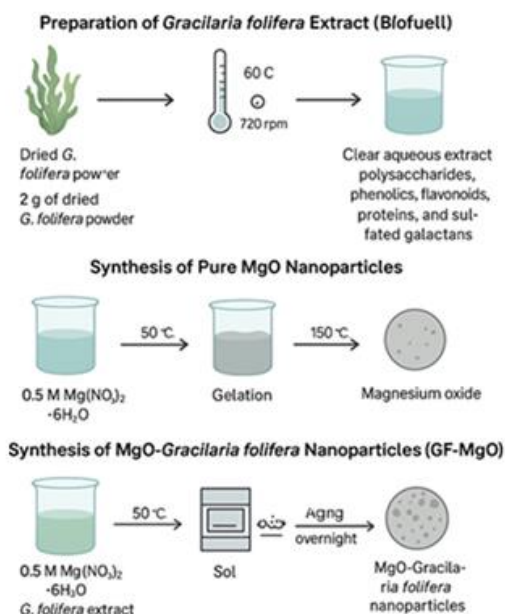 Preparation of Gracilaria folifera Extract (Biofuell)
60 C
720 rpm
Dried G.
folifera pow'er
2 g of dried
G. folifera powder
Clear aqueous extract
polysaccharides,
phenolics, flavonoids,
proteins, and sul-
fated galactans
Synthesis of Pure MgO Nanoparticles
50 °C
150 °C
0.5 M Mg(NO3)2
-6H2O
Gelation
Magnesium oxide
Synthesis of MgO-Gracilaria folifera Nanoparticles (GF-MgO)
50 °C
Agng
overnight
0.5 M Mg(NO3)2
-6H3O
G. folifera extract
Sol
MgO-Gracila-
ria folifera
nanoparticles